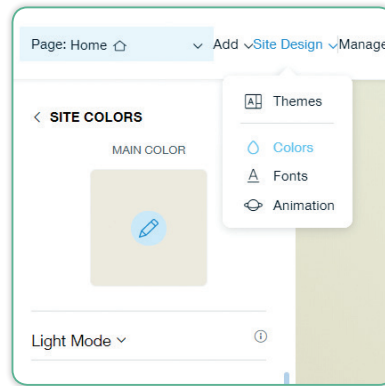 Page: Home Add Site Design Manage
Themes
SITE COLORS
MAIN COLOR
Colors
A Fonts
Animation
Light Mode